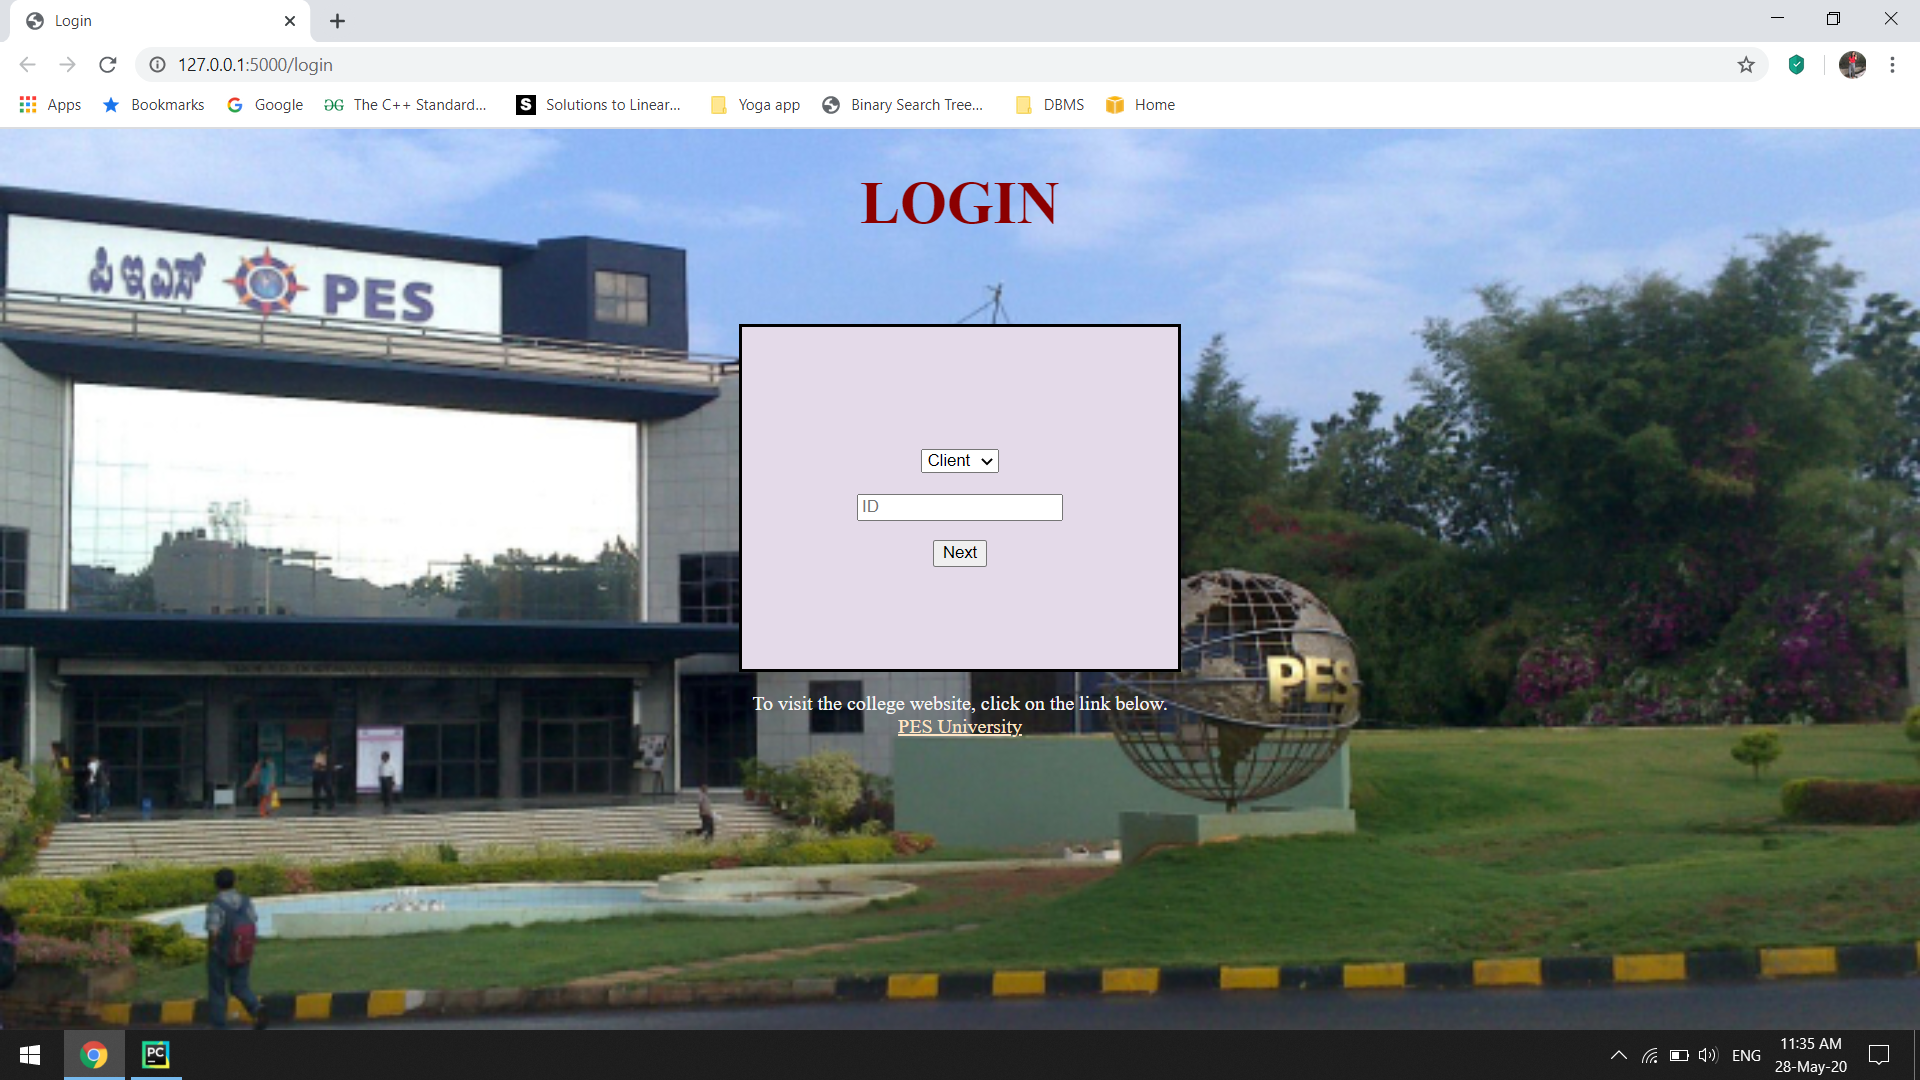 Login
127.0.0.1:5000/login
Apps
Bookmarks
Google
The C++ Standard...
Solutions to Linear...
Yoga app
Binary Search Tree...
DBMS
Home
LOGIN
ಪಿಇಎಸ್ PES
Client
ID
Next
PES
To visit the college website, click on the link below.
PES University
PC
ENG
11:35 AM
28-May-20